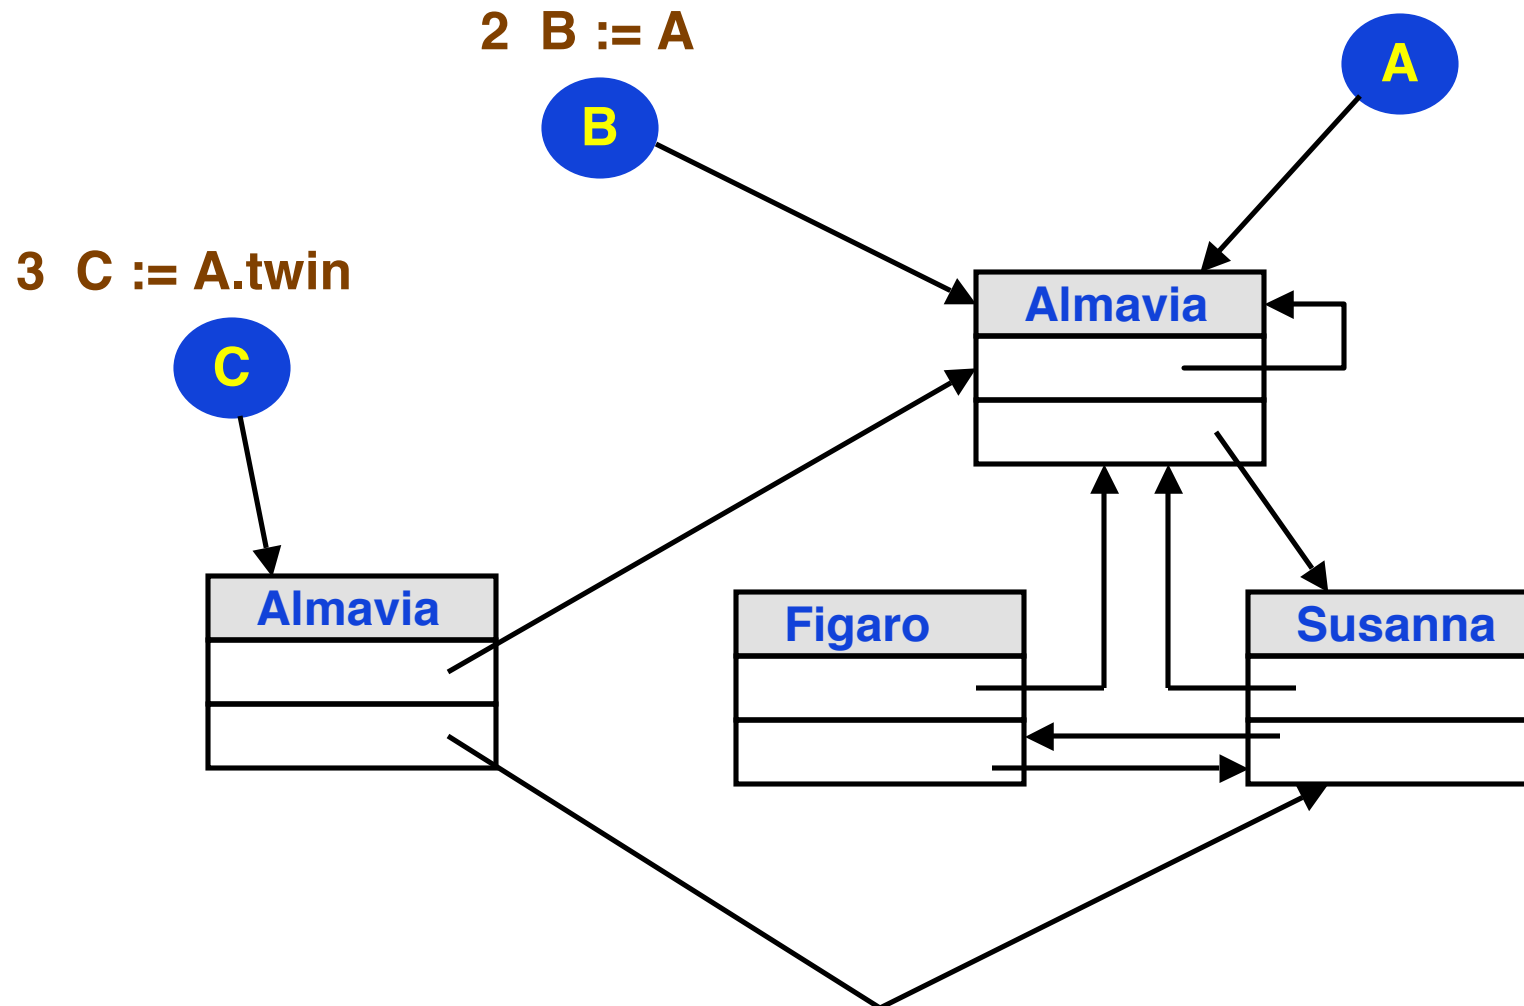 2 B := A
A
B
3 C := A.twin
C
Almavia
Almavia
Figaro
Susanna